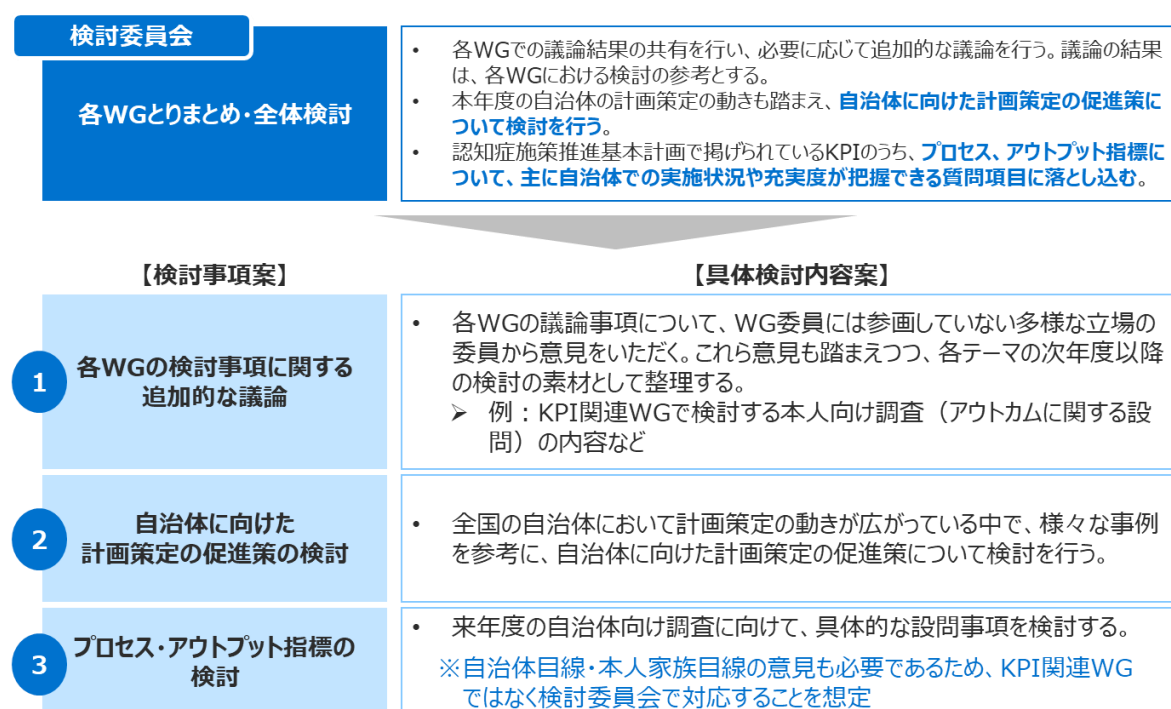 検討委員会
各WGとりまとめ・全体検討
• 各WGでの議論結果の共有を行い、必要に応じて追加的な議論を行う。議論の結果
は、各WGにおける検討の参考とする。
• 本年度の自治体の計画策定の動きも踏まえ、自治体に向けた計画策定の促進策に
ついて検討を行う。
• 認知症施策推進基本計画で掲げられているKPIのうち、プロセス、アウトプット指標に
ついて、主に自治体での実施状況や充実度が把握できる質問項目に落とし込む。
【検討事項案】
【具体検討内容案】
1
各WGの検討事項に関する
追加的な議論
• 各WGの議論事項について、WG委員には参画していない多様な立場の
委員から意見をいただく。これら意見も踏まえつつ、各テーマの次年度以降
の検討の素材として整理する。
➢ 例：KPI関連WGで検討する本人向け調査（アウトカムに関する設
問）の内容など
2
自治体に向けた
計画策定の促進策の検討
• 全国の自治体において計画策定の動きが広がっている中で、様々な事例
を参考に、自治体に向けた計画策定の促進策について検討を行う。
3
プロセス・アウトプット指標の
検討
• 来年度の自治体向け調査に向けて、具体的な設問事項を検討する。
※自治体目線・本人家族目線の意見も必要であるため、KPI関連WG
ではなく検討委員会で対応することを想定